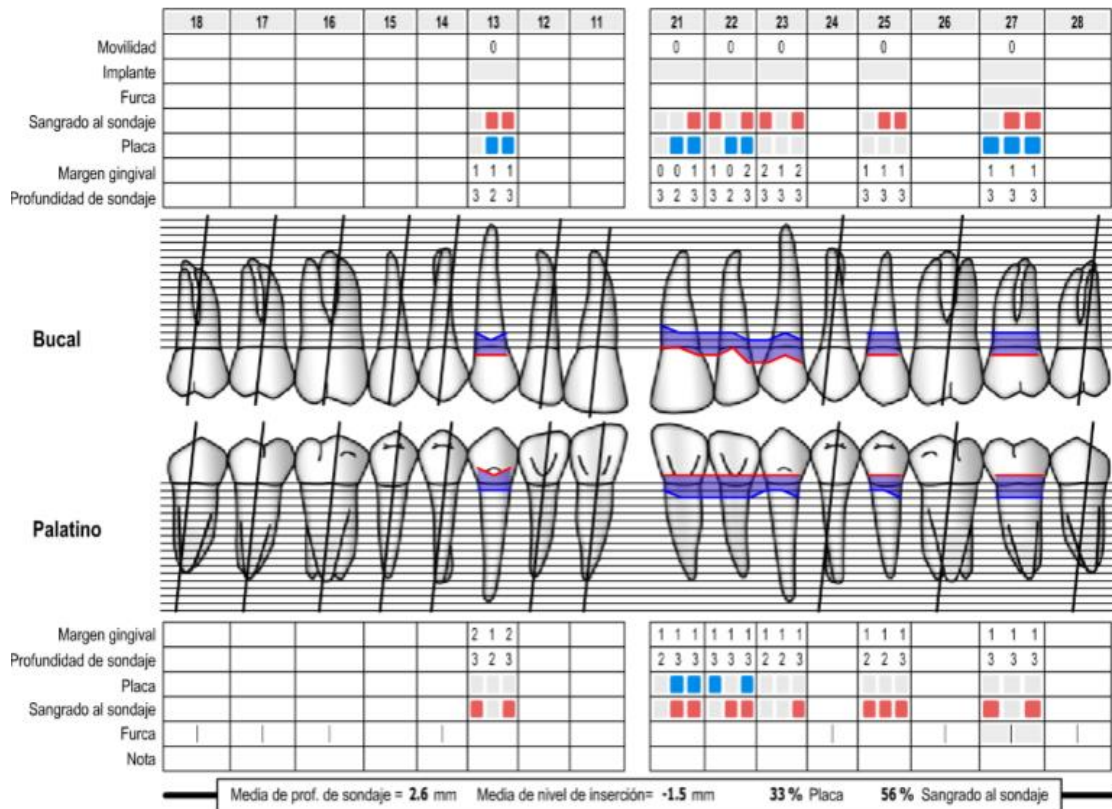 18 17 16 15 14 13 12 11 21 22 23 24 25 26 27 28
Movilidad 0 0 0 0 0 0
Implante
Furca
Sangrado al sondaje
Placa
Margen gingival 1 1 1 0 0 1 1 0 2 2 1 2 1 1 1 1 1 1
Profundidad de sondaje 3 2 3 3 2 3 3 2 3 3 3 3 3 3 3 3 3 3
Bucal
Palatino
Margen gingival 2 1 2 1 1 1 1 1 1 1 1 1 1 1 1 1 1 1
Profundidad de sondaje 3 2 3 2 3 3 3 3 3 2 2 3 2 2 3 3 3 3
Placa
Sangrado al sondaje
Furca
Nota
Media de prof. de sondaje = 2.6 mm Media de nivel de inserción= -1.5 mm 33 % Placa 56 % Sangrado al sondaje